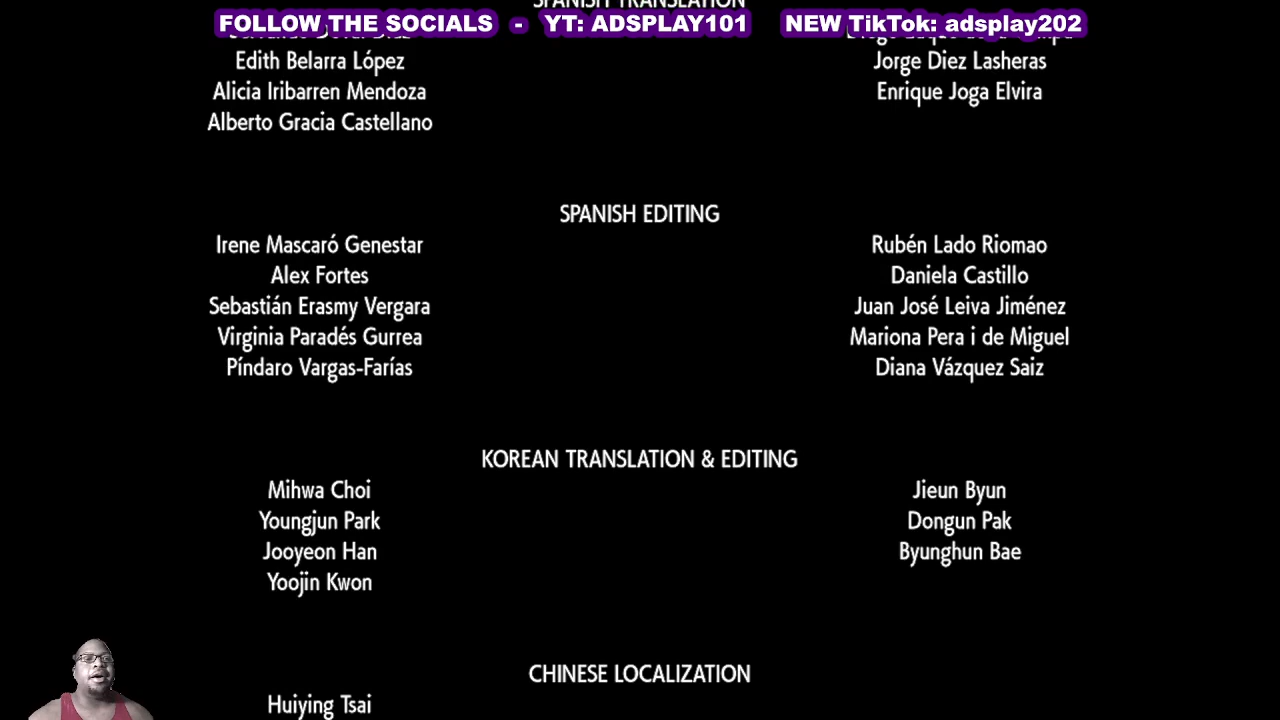 SPANISH TRANSLATION
FOLLOW THE SOCIALS - YT: ADSPLAY101 NEW TikTok: adsplay202
Edith Belarra López
Jorge Diez Lasheras
Alicia Iribarren Mendoza
Enrique Joga Elvira
Alberto Gracia Castellano
SPANISH EDITING
Irene Mascaró Genestar
Rubén Lado Riomao
Alex Fortes
Daniela Castillo
Sebastián Erasmy Vergara
Juan José Leiva Jiménez
Virginia Paradés Gurrea
Mariona Pera i de Miguel
Píndaro Vargas-Farías
Diana Vázquez Saiz
KOREAN TRANSLATION & EDITING
Mihwa Choi
Jieun Byun
Youngjun Park
Dongun Pak
Jooyeon Han
Byunghun Bae
Yoojin Kwon
CHINESE LOCALIZATION
Huiying Tsai